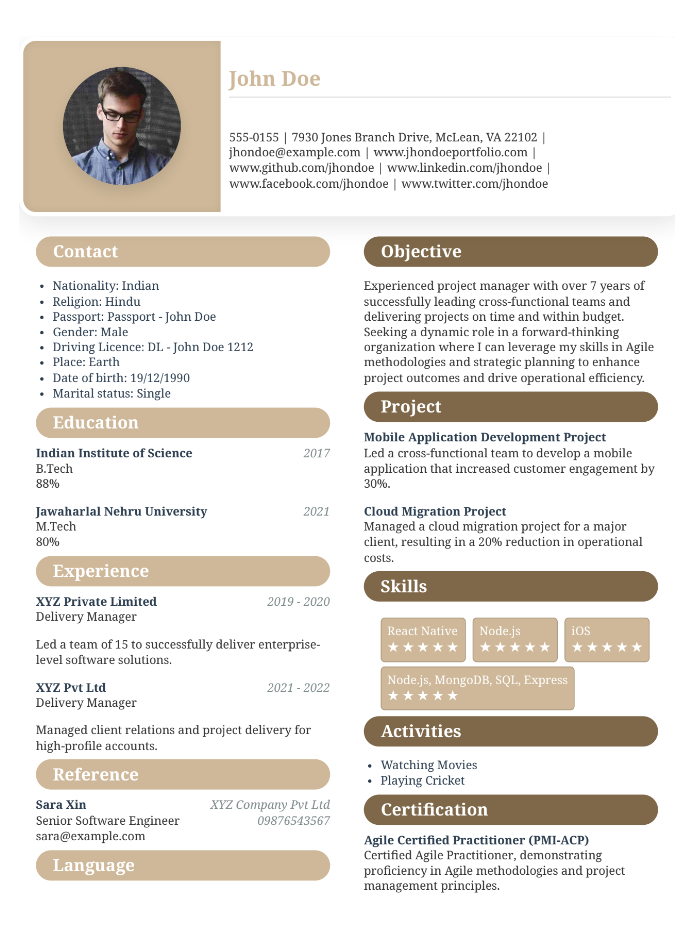 John Doe
555-0155 | 7930 Jones Branch Drive, McLean, VA 22102 |
jhondoe@example.com | www.jhondoeportfolio.com |
www.github.com/jhondoe | www.linkedin.com/jhondoe |
www.facebook.com/jhondoe | www.twitter.com/jhondoe
Contact
• Nationality: Indian
• Religion: Hindu
• Passport: Passport - John Doe
• Gender: Male
• Driving Licence: DL - John Doe 1212
• Place: Earth
• Date of birth: 19/12/1990
• Marital status: Single
Education
Indian Institute of Science 2017
B.Tech
88%
Jawaharlal Nehru University 2021
M.Tech
80%
Experience
XYZ Private Limited 2019 - 2020
Delivery Manager
Led a team of 15 to successfully deliver enterprise-
level software solutions.
XYZ Pvt Ltd 2021 - 2022
Delivery Manager
Managed client relations and project delivery for
high-profile accounts.
Reference
Sara Xin XYZ Company Pvt Ltd
Senior Software Engineer 09876543567
sara@example.com
Language
Objective
Experienced project manager with over 7 years of
successfully leading cross-functional teams and
delivering projects on time and within budget.
Seeking a dynamic role in a forward-thinking
organization where I can leverage my skills in Agile
methodologies and strategic planning to enhance
project outcomes and drive operational efficiency.
Project
Mobile Application Development Project
Led a cross-functional team to develop a mobile
application that increased customer engagement by
30%.
Cloud Migration Project
Managed a cloud migration project for a major
client, resulting in a 20% reduction in operational
costs.
Skills
React Native Node.js iOS
★★★★★ ★★★★★ ★★★★★
Node.js, MongoDB, SQL, Express
★★★★★
Activities
• Watching Movies
• Playing Cricket
Certification
Agile Certified Practitioner (PMI-ACP)
Certified Agile Practitioner, demonstrating
proficiency in Agile methodologies and project
management principles.